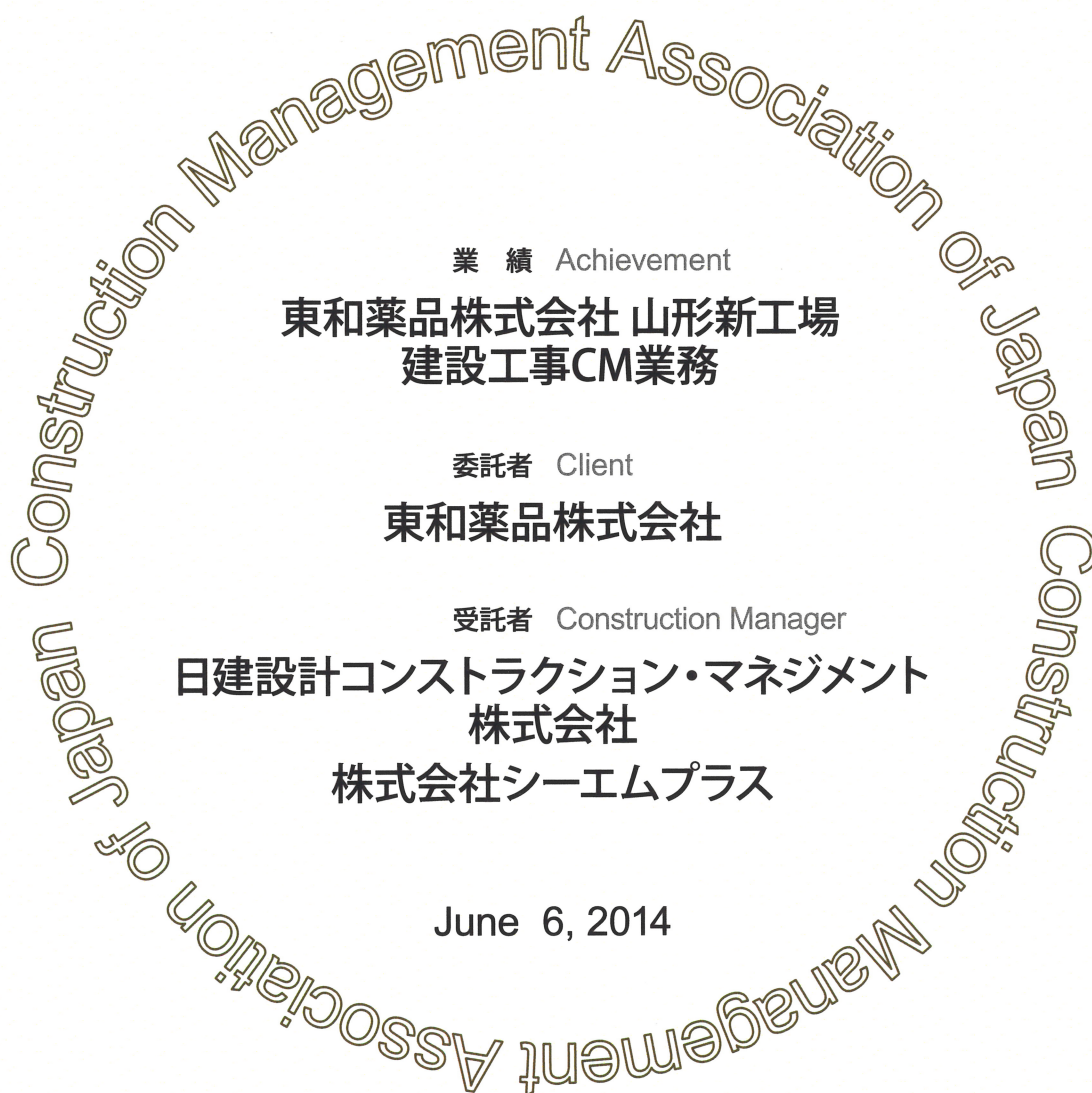 Construction Management Association of Japan
Construction Management Association of Japan
業 績 Achievement
東和薬品株式会社 山形新工場
建設工事CM業務
委託者 Client
東和薬品株式会社
受託者 Construction Manager
日建設計コンストラクション・マネジメント
株式会社
株式会社シーエムプラス
June 6, 2014